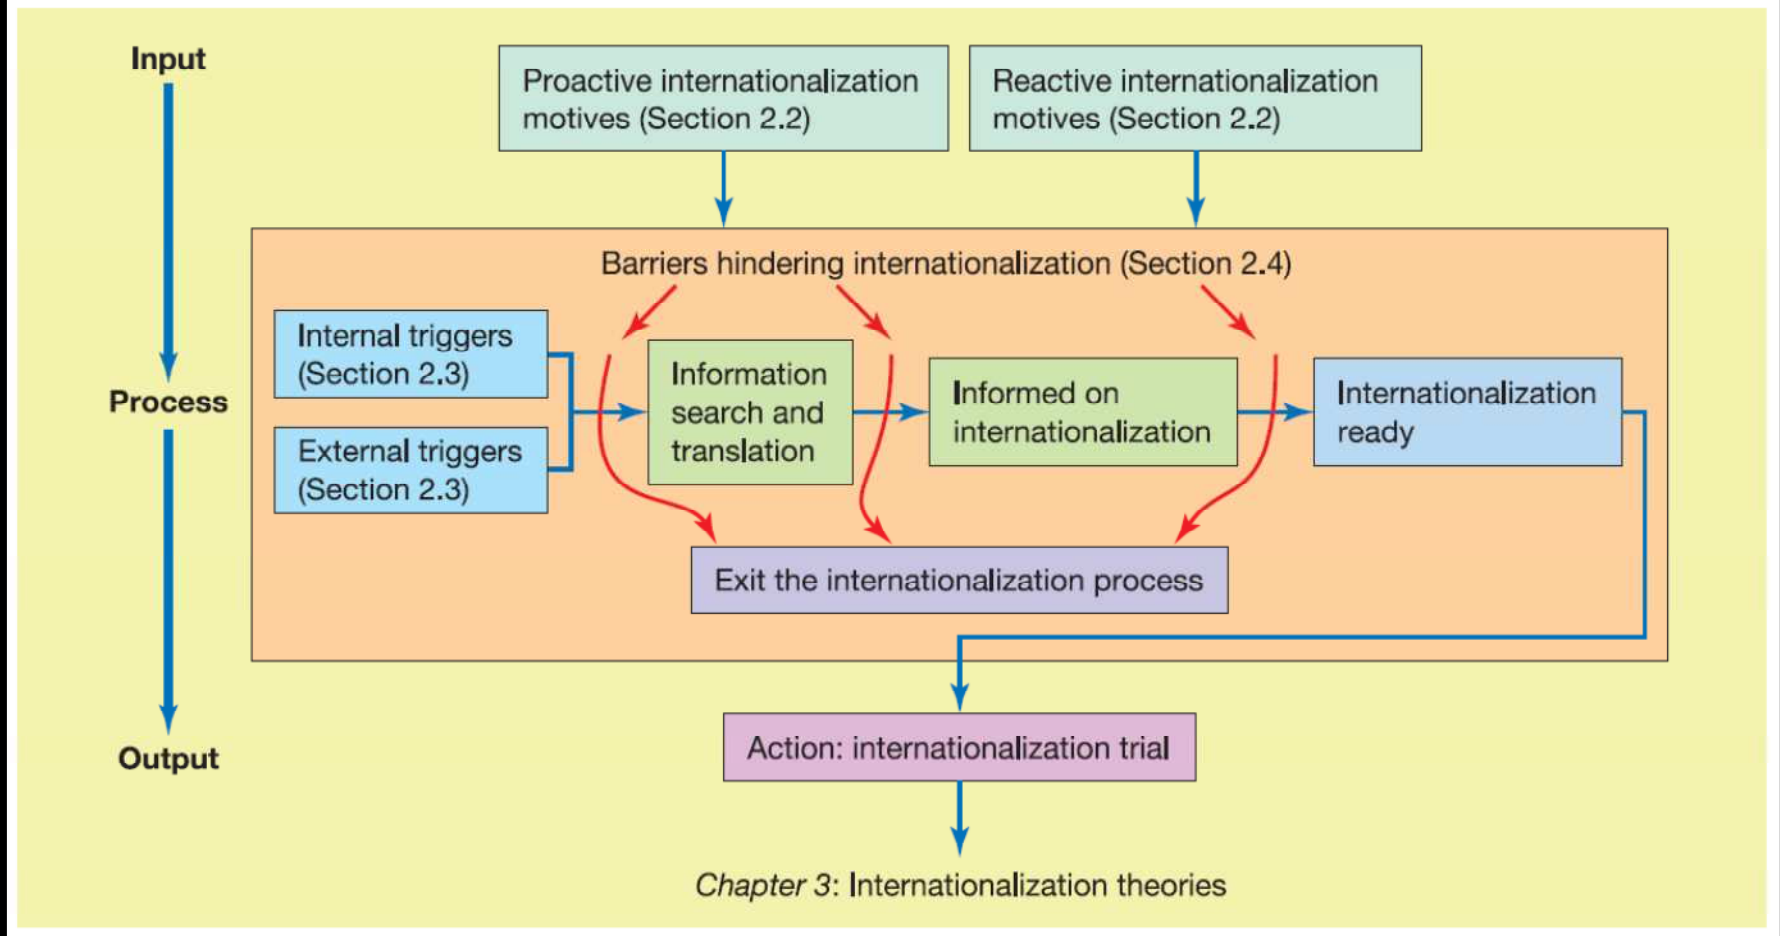 Input
Proactive internationalization
motives (Section 2.2)
Reactive internationalization
motives (Section 2.2)
Barriers hindering internationalization (Section 2.4)
Internal triggers
(Section 2.3)
External triggers
(Section 2.3)
Information
search and
translation
Informed on
internationalization
Internationalization
ready
Process
Exit the internationalization process
Output
Action: internationalization trial
Chapter 3: Internationalization theories